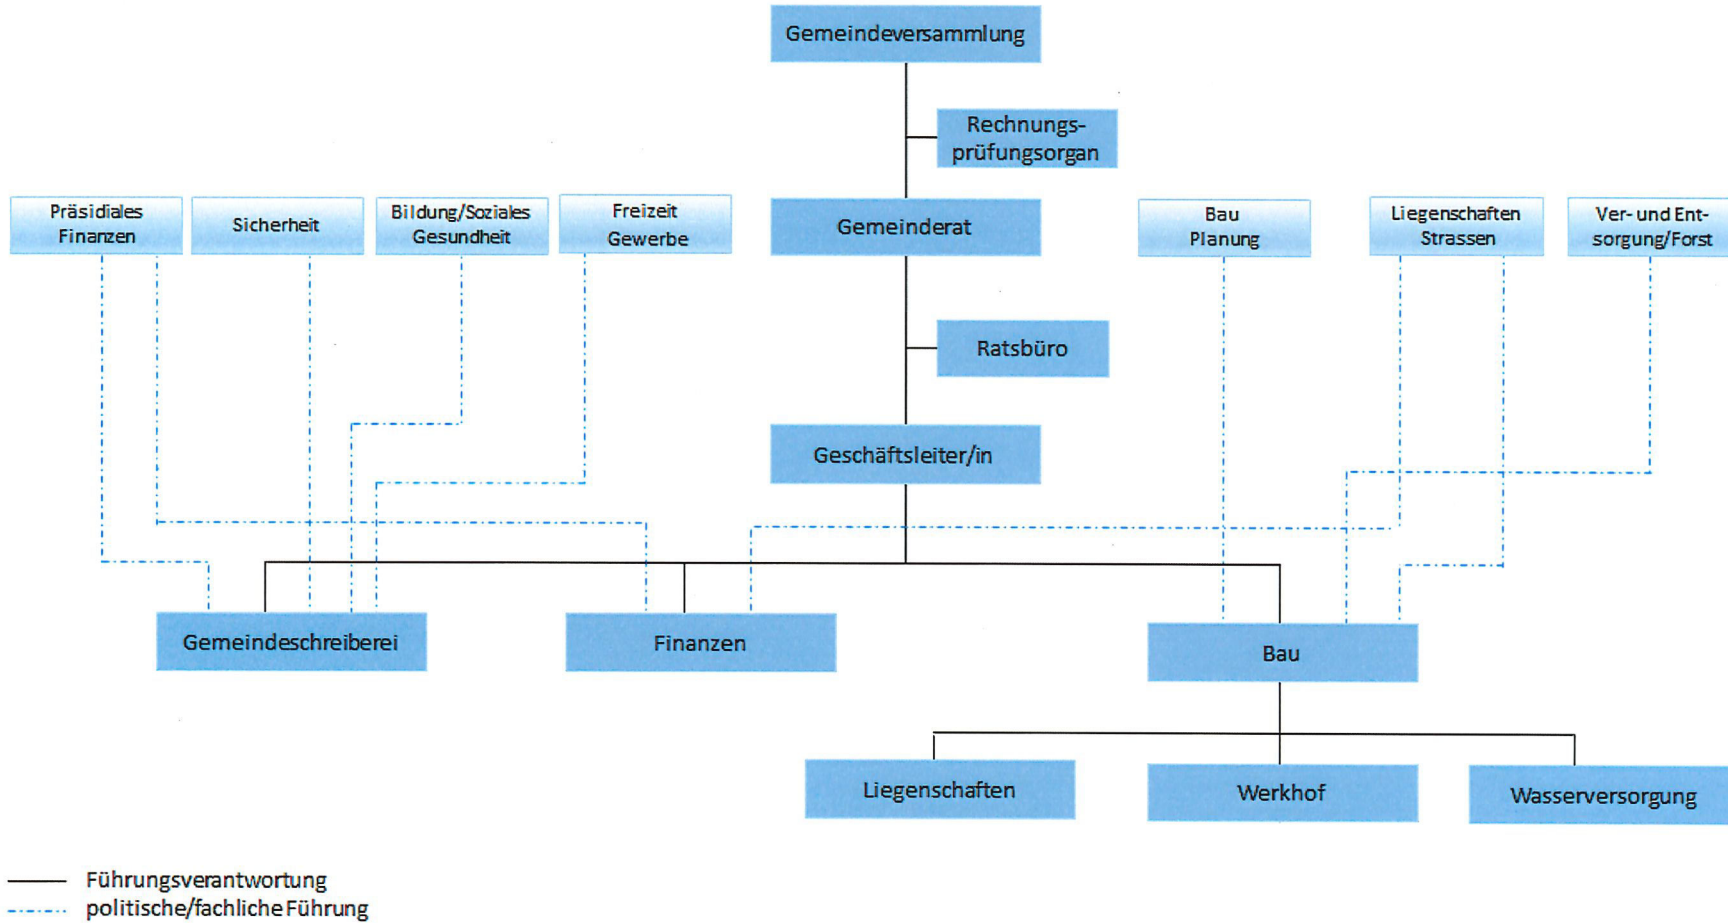 Gemeindeversammlung
Rechnungs-
prüfungsorgan
Präsidiales
Finanzen
Sicherheit
Bildung/Soziales
Gesundheit
Freizeit
Gewerbe
Gemeinderat
Bau
Planung
Liegenschaften
Strassen
Ver- und Ent-
sorgung/Forst
Ratsbüro
Geschäftsleiter/in
Gemeindeschreiberei
Finanzen
Bau
Liegenschaften
Werkhof
Wasserversorgung
Führungsverantwortung
politische/fachliche Führung